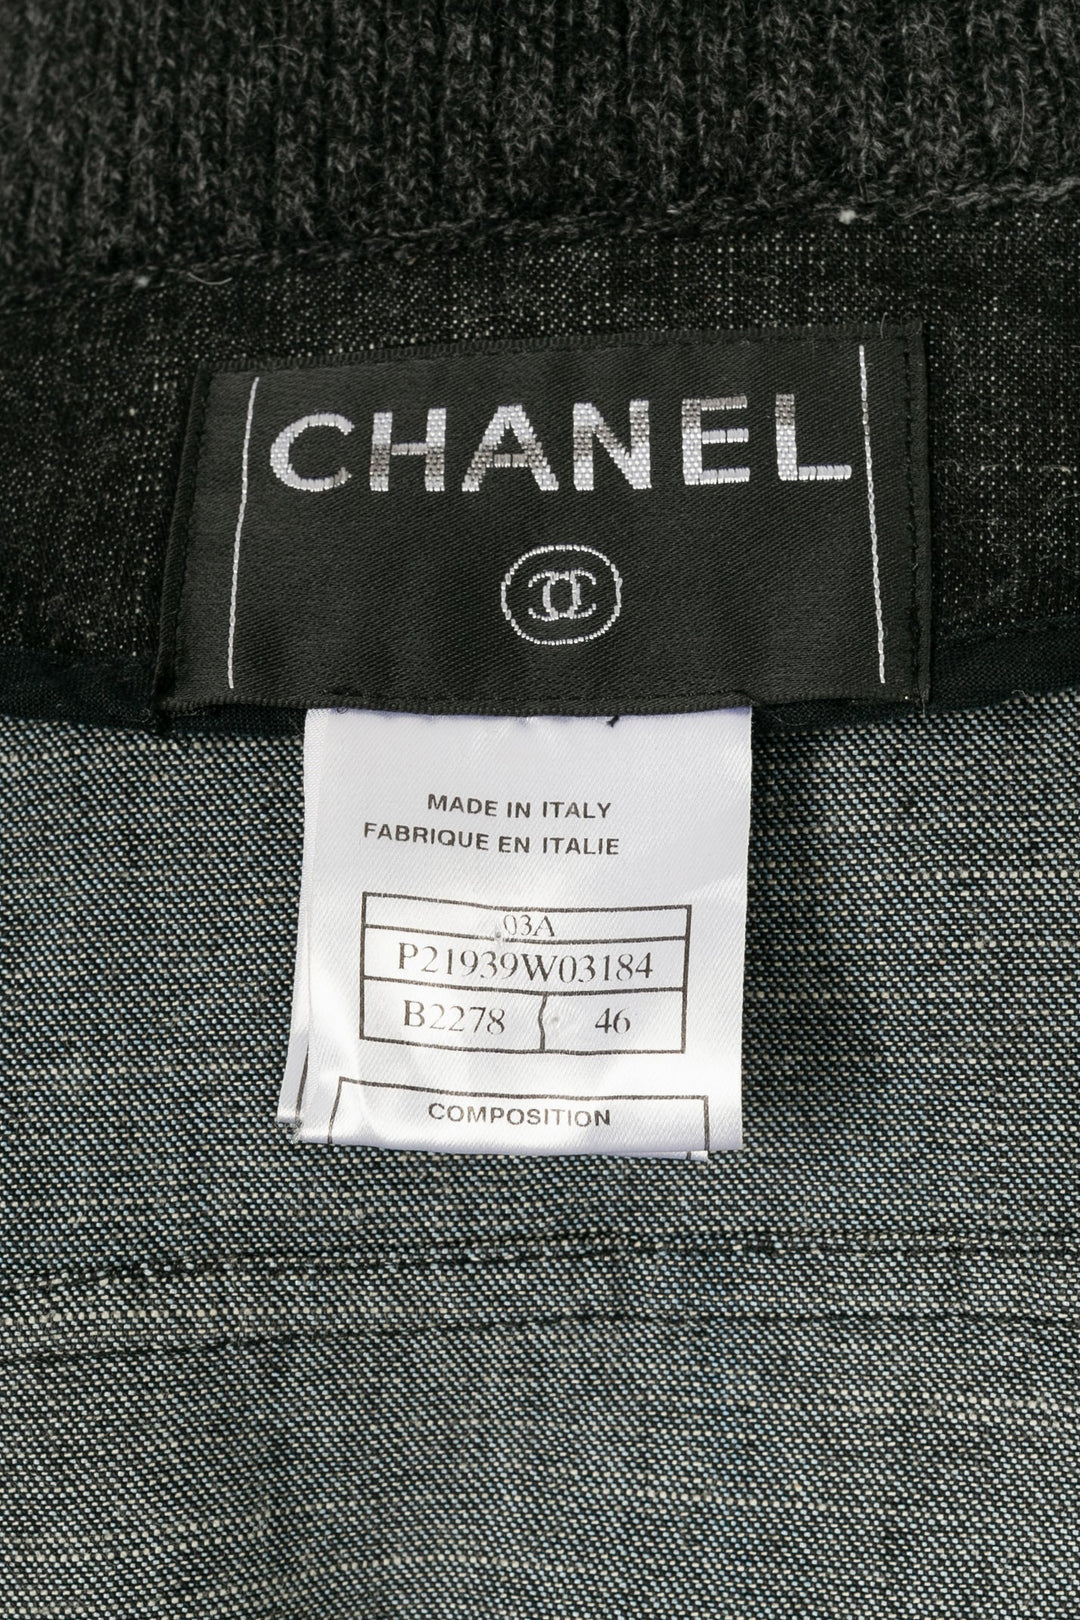 CHANEL
MADE IN ITALY
FABRIQUE EN ITALIE
03A
P21939W03184
B2278 46
COMPOSITION